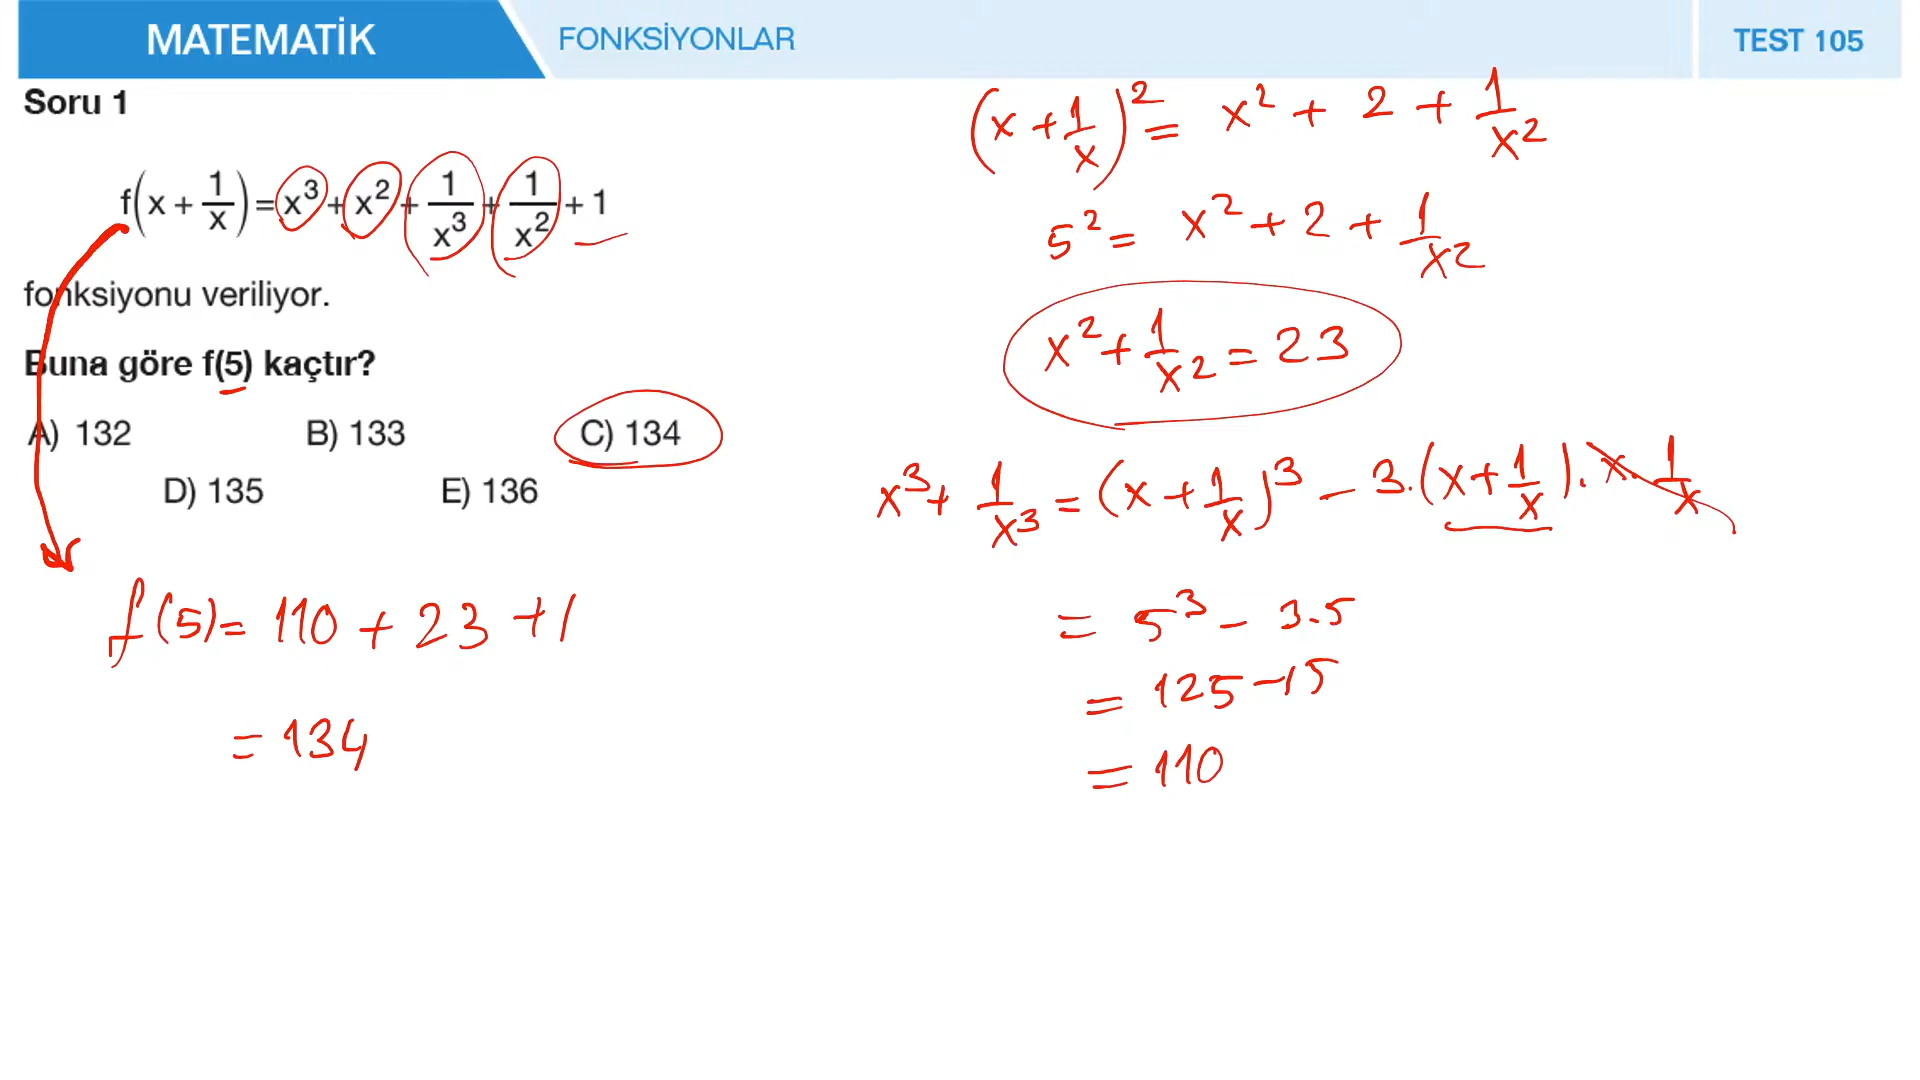 MATEMATİK
FONKSİYONLAR
TEST 105
Soru 1
f(x + 1/x) = x³ + x² + 1/x³ + 1/x² + 1
fonksiyonu veriliyor.
Buna göre f(5) kaçtır?
A) 132 B) 133 C) 134
D) 135 E) 136
f(5) = 110 + 23 + 1
= 134
(x + 1/x)² = x² + 2 + 1/x²
5² = x² + 2 + 1/x²
x² + 1/x² = 23
x³ + 1/x³ = (x + 1/x)³ - 3.(x + 1/x).x.1/x
= 5³ - 3.5
= 125 - 15
= 110